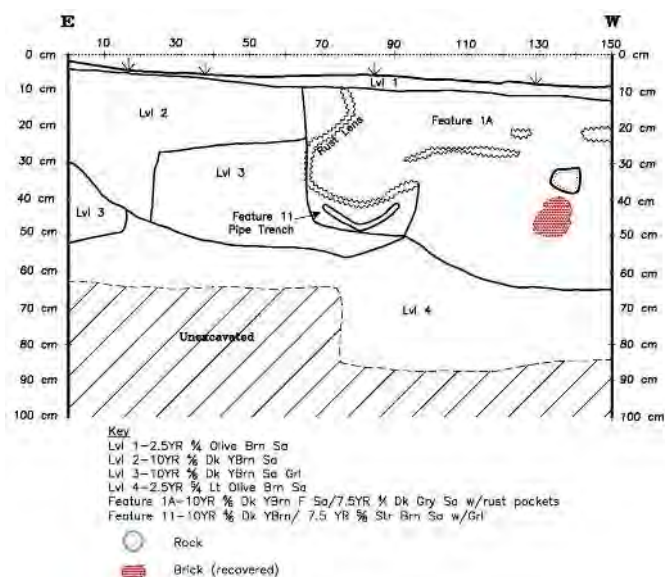 E W
0 cm 10 30 50 70 90 110 130 150 0 cm
10 cm Lvl 1 10 cm
Lvl 2 Feature 1A
20 cm 20 cm
Rust Lens
30 cm Lvl 3 30 cm
40 cm Lvl 3 Feature 11 40 cm
50 cm Pipe Trench 50 cm
60 cm 60 cm
70 cm Lvl 4 70 cm
Unexcavated
80 cm 80 cm
90 cm 90 cm
100 cm 100 cm
Key
Lvl 1-2.5YR Olive Brn Sa
Lvl 2-10YR Dk YBrn Sa
Lvl 3-10YR Dk YBrn Sa Grl
Lvl 4-2.5YR Lt Olive Brn Sa
Feature 1A-10YR Dk YBrn F Sa/7.5YR Dk Gry Sa w/rust pockets
Feature 11-10YR Dk YBrn/ 7.5 YR Str Brn Sa w/Grl
Rock
Brick (recovered)